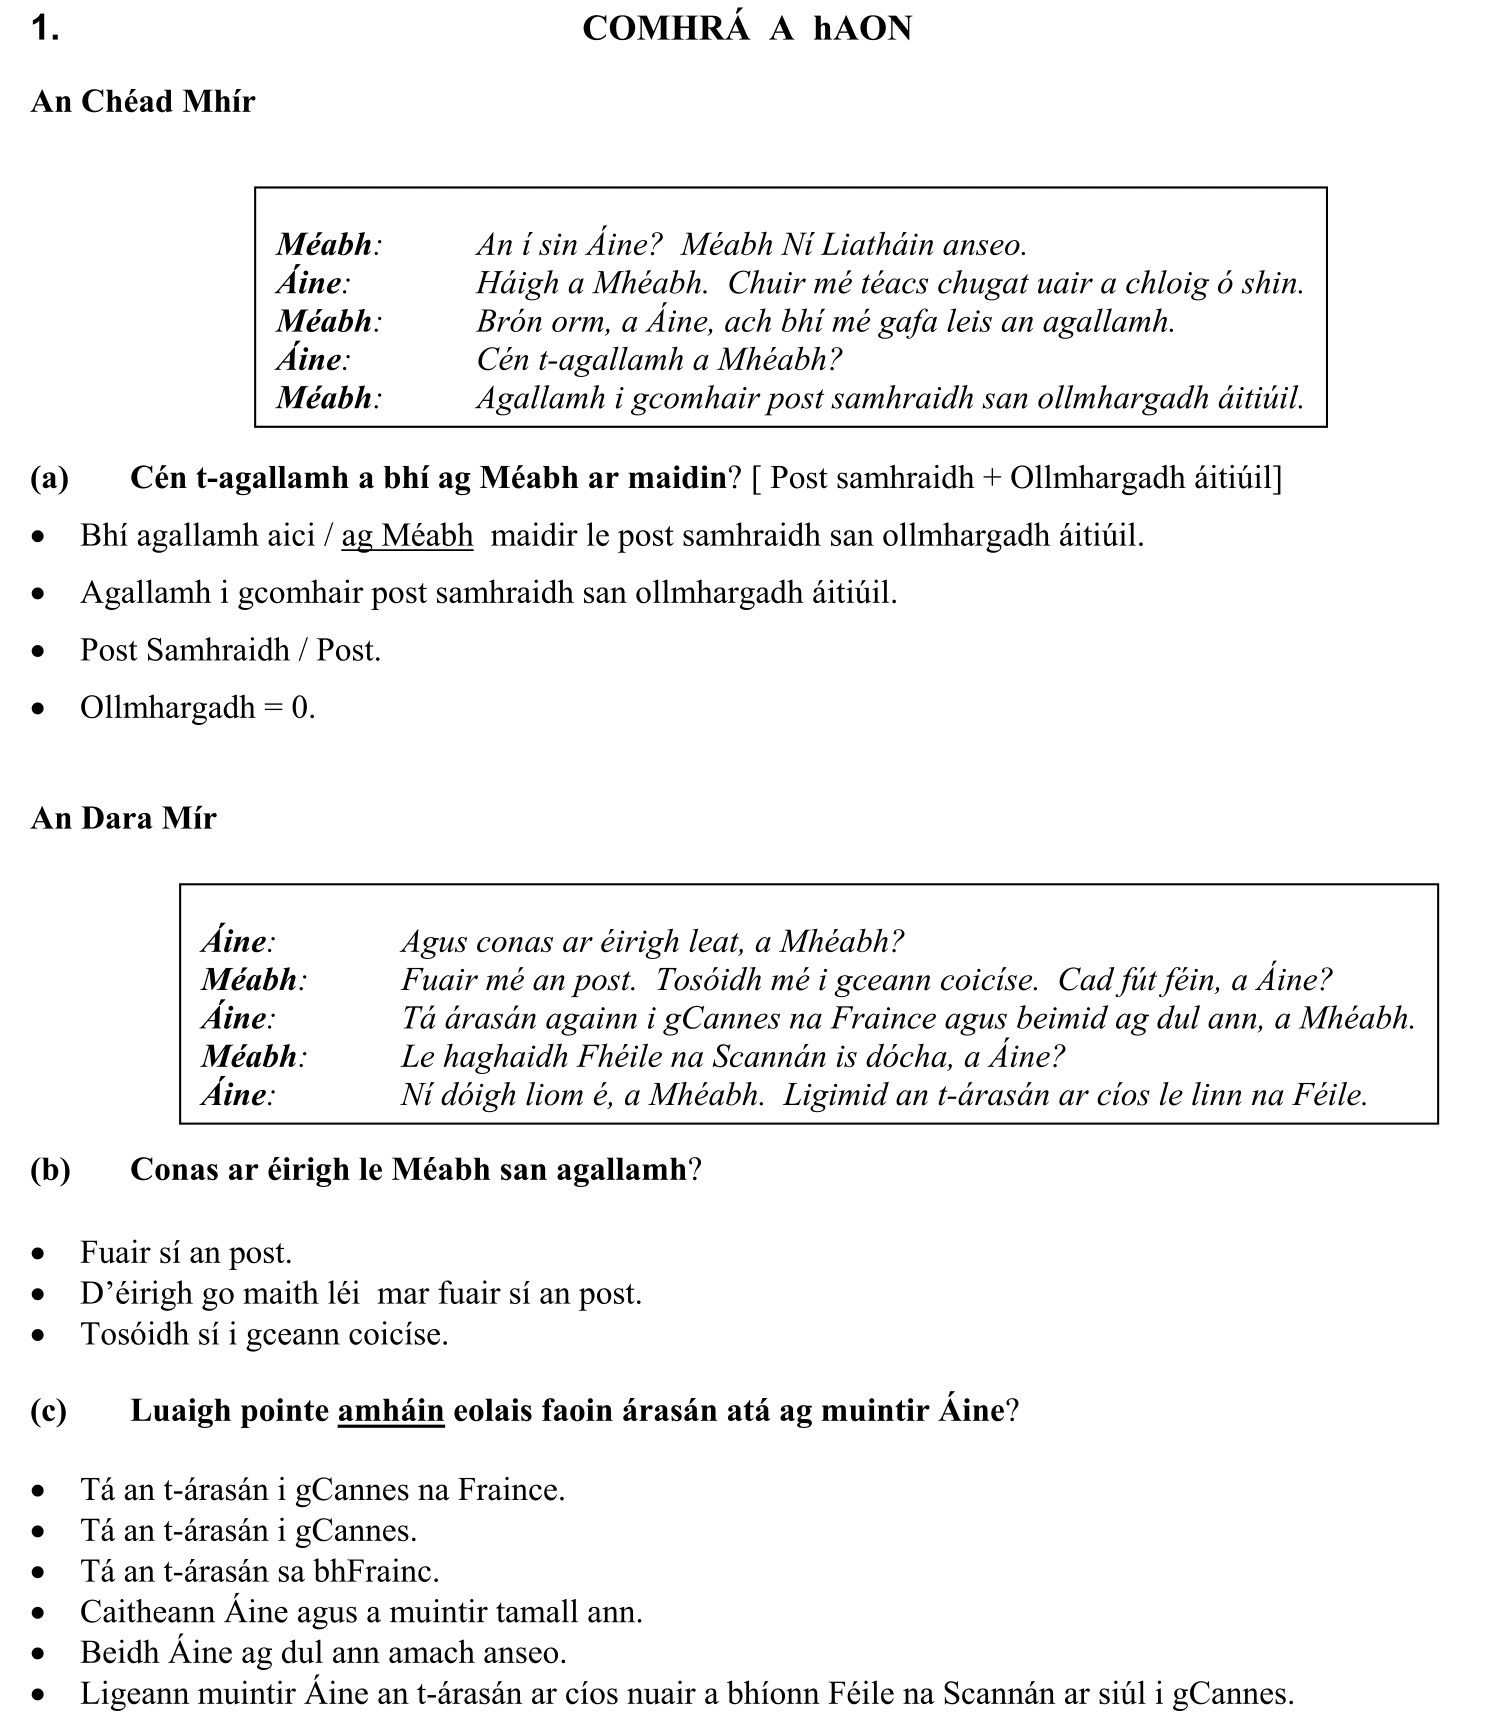 1. COMHRÁ A hAON
An Chéad Mhír
Méabh: An í sin Áine? Méabh Ní Liatháin anseo.
Áine: Háigh a Mhéabh. Chuir mé téacs chugat uair a chloig ó shin.
Méabh: Brón orm, a Áine, ach bhí mé gafa leis an agallamh.
Áine: Cén t-agallamh a Mhéabh?
Méabh: Agallamh i gcomhair post samhraidh san ollmhargadh áitiúil.
(a) Cén t-agallamh a bhí ag Méabh ar maidin? [ Post samhraidh + Ollmhargadh áitiúil]
• Bhí agallamh aici / ag Méabh maidir le post samhraidh san ollmhargadh áitiúil.
• Agallamh i gcomhair post samhraidh san ollmhargadh áitiúil.
• Post Samhraidh / Post.
• Ollmhargadh = 0.
An Dara Mír
Áine: Agus conas ar éirigh leat, a Mhéabh?
Méabh: Fuair mé an post. Tosóidh mé i gceann coicíse. Cad fút féin, a Áine?
Áine: Tá árasán againn i gCannes na Fraince agus beimid ag dul ann, a Mhéabh.
Méabh: Le haghaidh Fhéile na Scannán is dócha, a Áine?
Áine: Ní dóigh liom é, a Mhéabh. Ligimid an t-árasán ar cíos le linn na Féile.
(b) Conas ar éirigh le Méabh san agallamh?
• Fuair sí an post.
• D’éirigh go maith léi mar fuair sí an post.
• Tosóidh sí i gceann coicíse.
(c) Luaigh pointe amháin eolais faoin árasán atá ag muintir Áine?
• Tá an t-árasán i gCannes na Fraince.
• Tá an t-árasán i gCannes.
• Tá an t-árasán sa bhFrainc.
• Caitheann Áine agus a muintir tamall ann.
• Beidh Áine ag dul ann amach anseo.
• Ligeann muintir Áine an t-árasán ar cíos nuair a bhíonn Féile na Scannán ar siúl i gCannes.